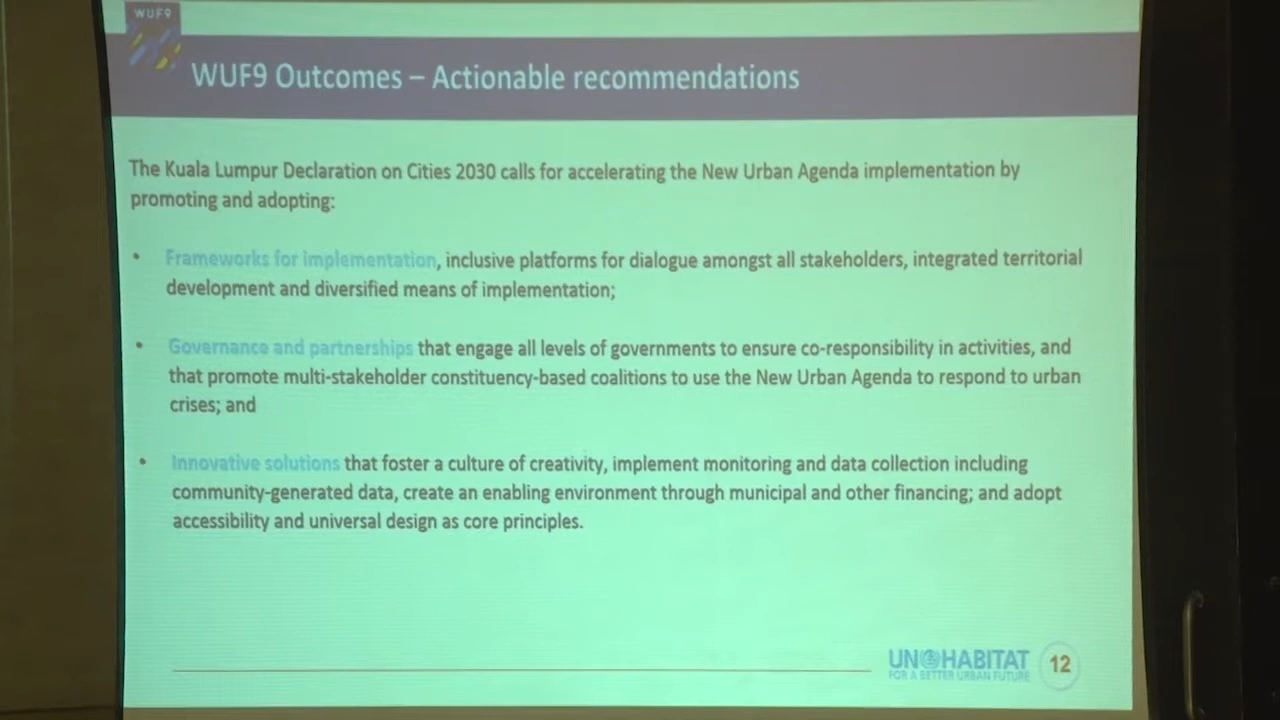 WUF9
WUF9 Outcomes – Actionable recommendations
The Kuala Lumpur Declaration on Cities 2030 calls for accelerating the New Urban Agenda implementation by
promoting and adopting:
• Frameworks for implementation, inclusive platforms for dialogue amongst all stakeholders, integrated territorial
development and diversified means of implementation;
• Governance and partnerships that engage all levels of governments to ensure co-responsibility in activities, and
that promote multi-stakeholder constituency-based coalitions to use the New Urban Agenda to respond to urban
crises; and
• Innovative solutions that foster a culture of creativity, implement monitoring and data collection including
community-generated data, create an enabling environment through municipal and other financing; and adopt
accessibility and universal design as core principles.
UN HABITAT
FOR A BETTER URBAN FUTURE
12